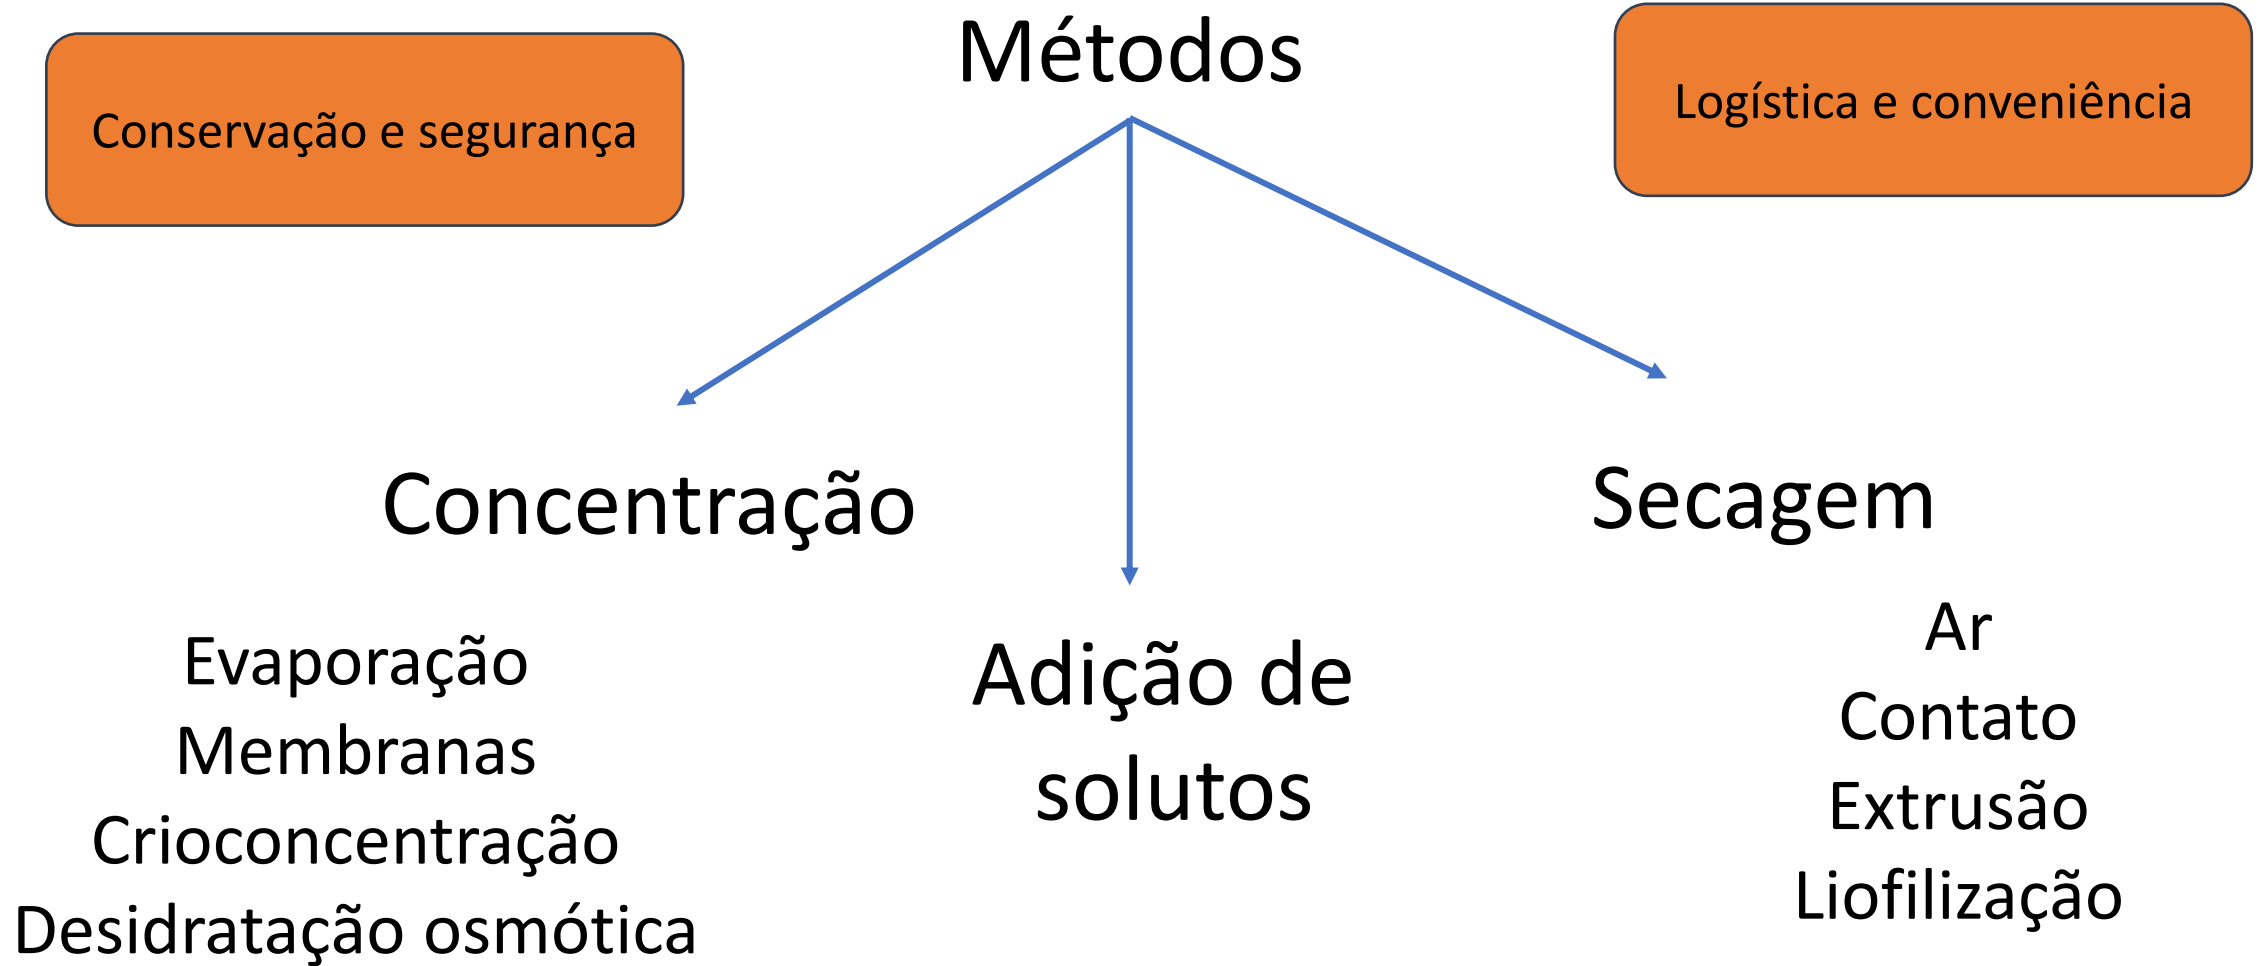 Métodos
Conservação e segurança
Logística e conveniência
Concentração
Evaporação
Membranas
Crioconcentração
Desidratação osmótica
Adição de
solutos
Secagem
Ar
Contato
Extrusão
Liofilização